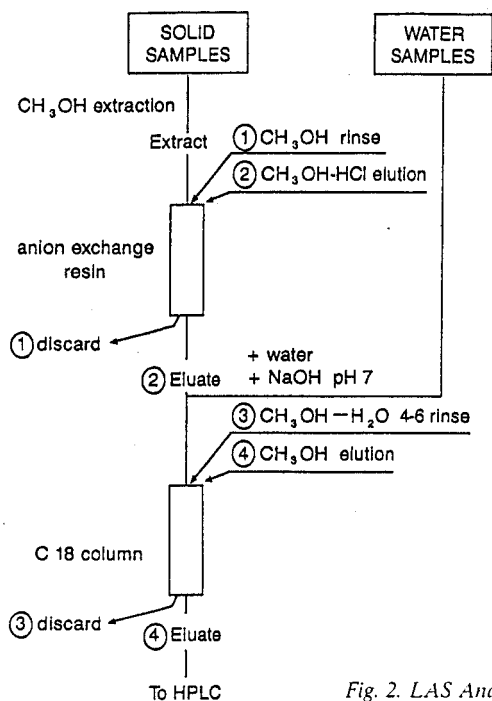 SOLID SAMPLES
WATER SAMPLES
CH₃OH extraction
Extract
① CH₃OH rinse
② CH₃OH-HCl elution
anion exchange resin
① discard
② Eluate
+ water
+ NaOH pH 7
③ CH₃OH—H₂O 4-6 rinse
④ CH₃OH elution
C 18 column
③ discard
④ Eluate
To HPLC
Fig. 2. LAS